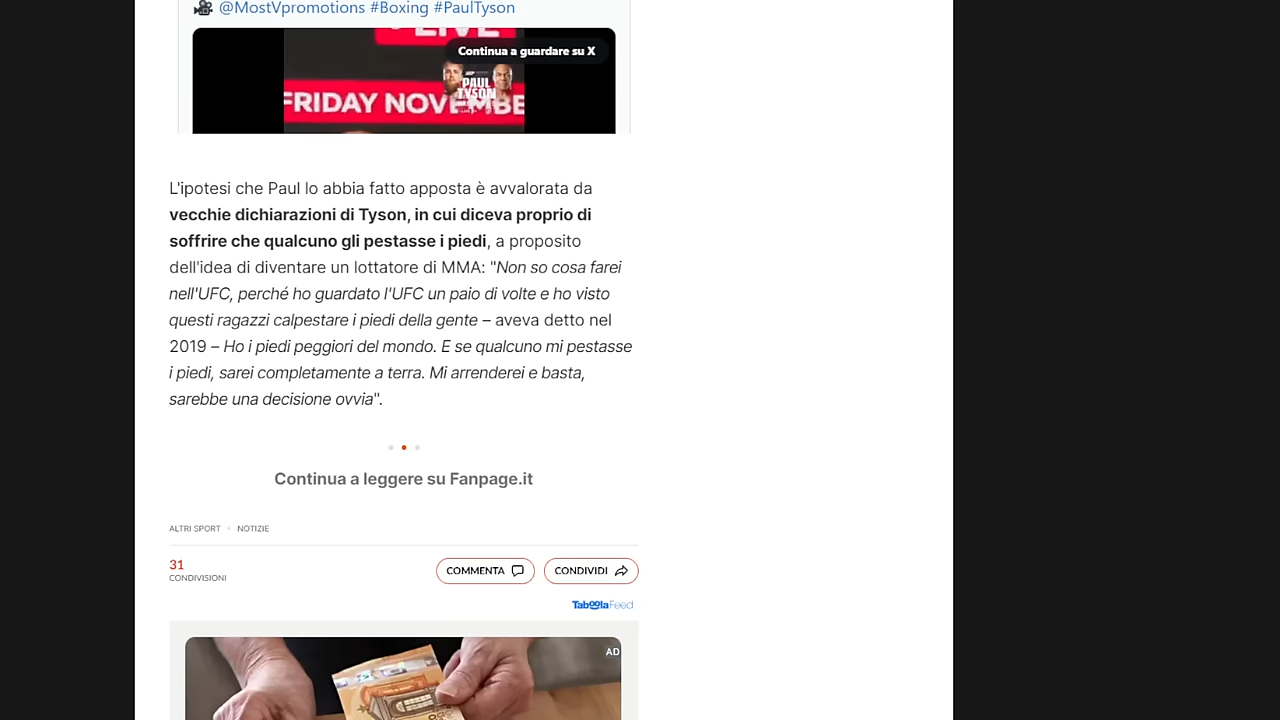 @MostVpromotions #Boxing #PaulTyson
LIVE
Continua a guardare su X
PAUL
TYSON
FRIDAY NOVEMBE
L'ipotesi che Paul lo abbia fatto apposta è avvalorata da
vecchie dichiarazioni di Tyson, in cui diceva proprio di
soffrire che qualcuno gli pestasse i piedi, a proposito
dell'idea di diventare un lottatore di MMA: "Non so cosa farei
nell'UFC, perché ho guardato l'UFC un paio di volte e ho visto
questi ragazzi calpestare i piedi della gente – aveva detto nel
2019 – Ho i piedi peggiori del mondo. E se qualcuno mi pestasse
i piedi, sarei completamente a terra. Mi arrenderei e basta,
sarebbe una decisione ovvia".
Continua a leggere su Fanpage.it
ALTRI SPORT NOTIZIE
31
CONDIVISIONI
COMMENTA
CONDIVIDI
Taboola Feed
AD